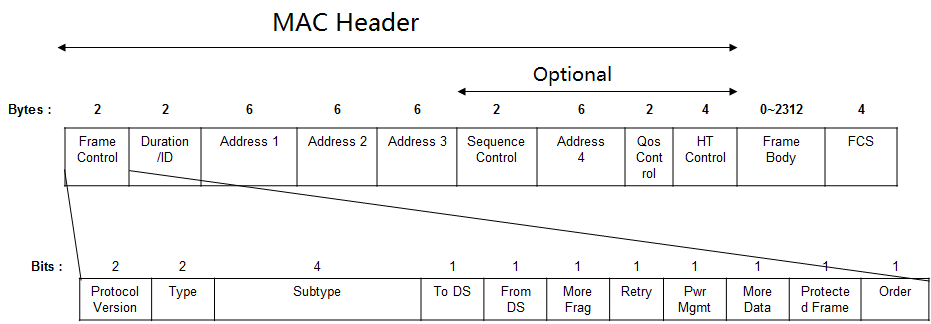 MAC Header
Optional
Bytes : 2 2 6 6 6 2 6 2 4 0~2312 4
Frame Control Duration /ID Address 1 Address 2 Address 3 Sequence Control Address 4 Qos Cont rol HT Control Frame Body FCS
Bits : 2 2 4 1 1 1 1 1 1 1 1
Protocol Version Type Subtype To DS From DS More Frag Retry Pwr Mgmt More Data Protecte d Frame Order